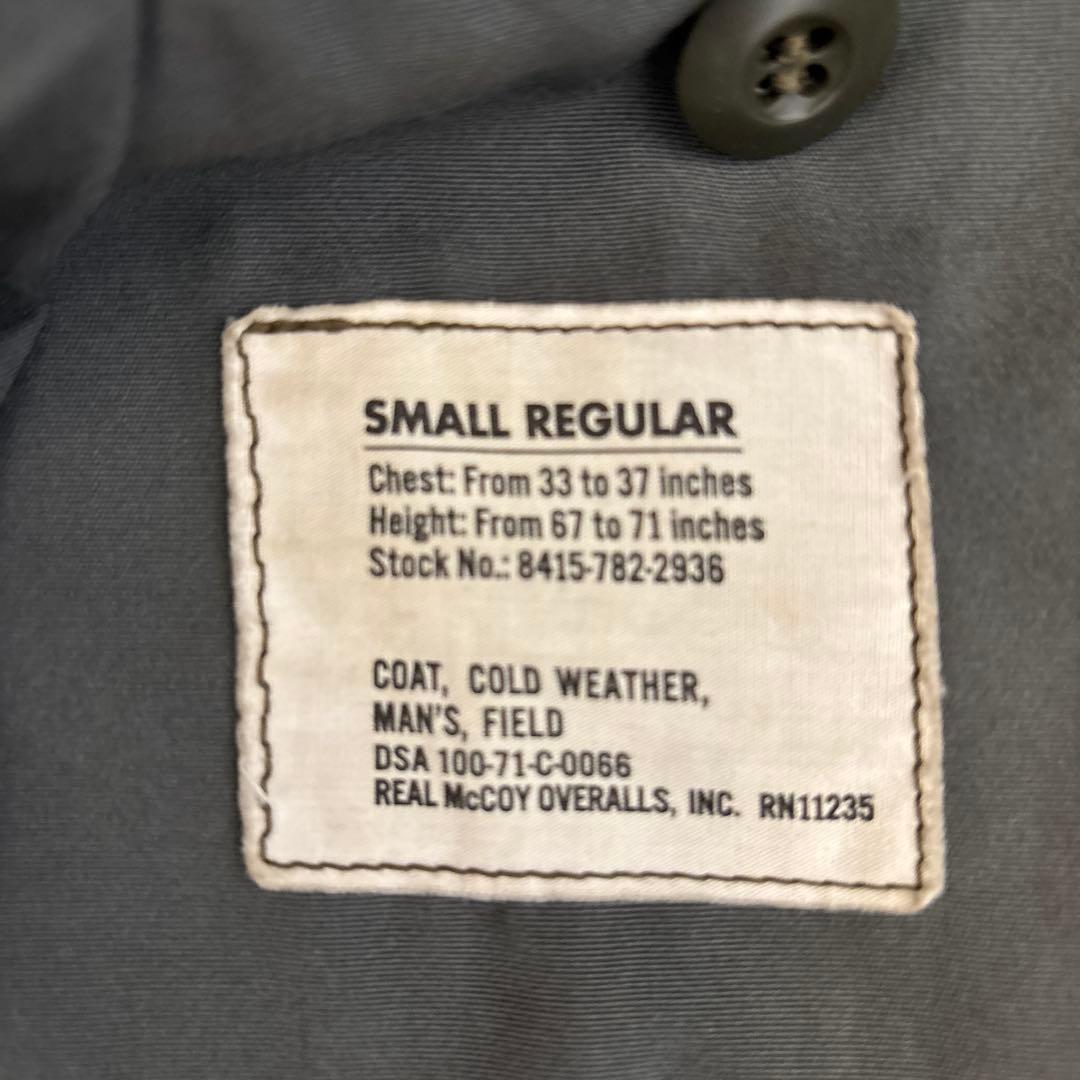 SMALL REGULAR
Chest: From 33 to 37 inches
Height: From 67 to 71 inches
Stock No.: 8415-782-2936
COAT, COLD WEATHER,
MAN'S, FIELD
DSA 100-71-C-0066
REAL McCOY OVERALLS, INC. RN11235